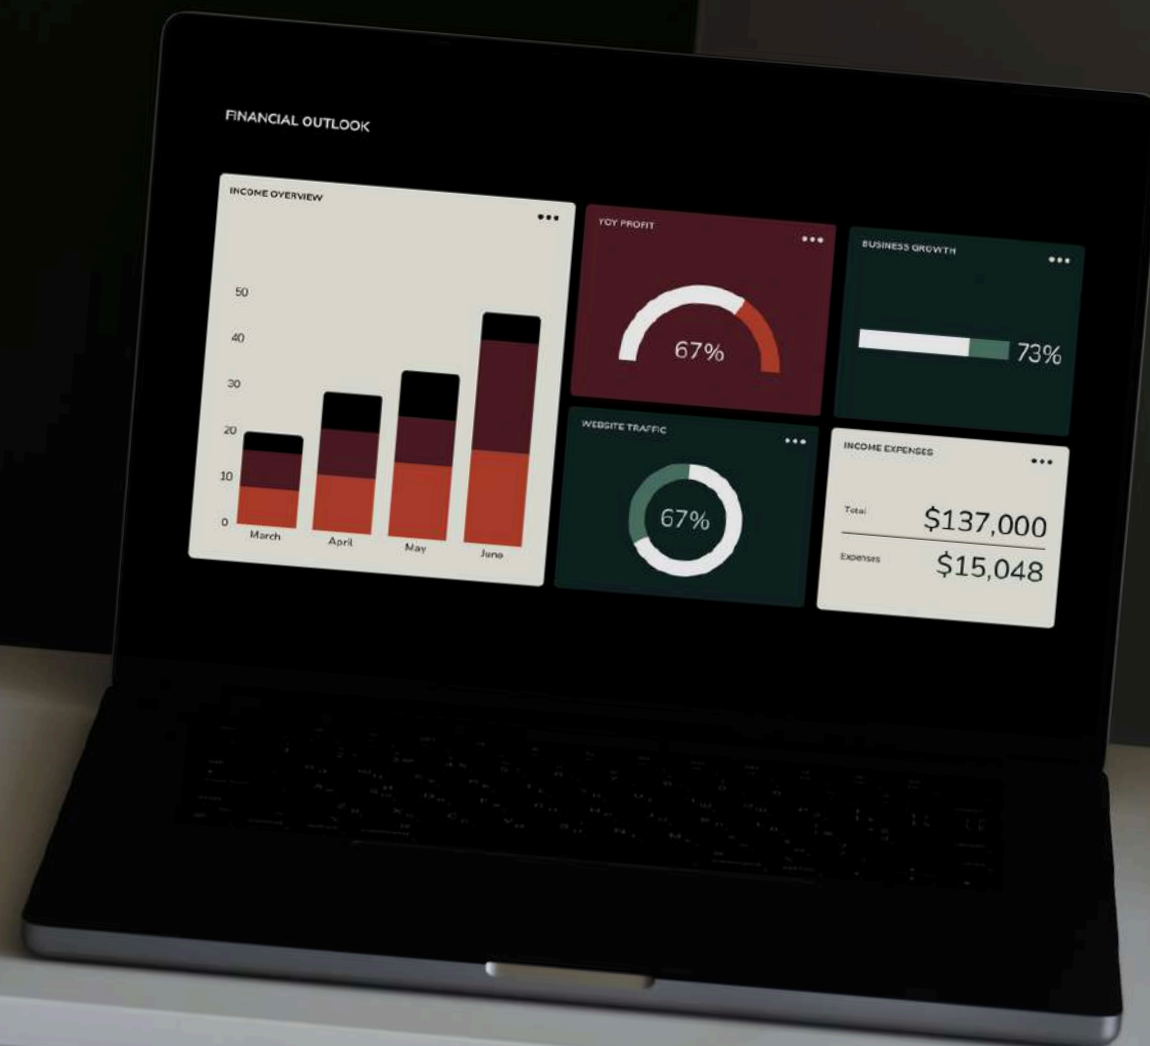 FINANCIAL OUTLOOK
INCOME OVERVIEW
50
40
30
20
10
0
March
April
May
June
YOY PROFIT
67%
BUSINESS GROWTH
73%
WEBSITE TRAFFIC
67%
INCOME EXPENSES
Total
$137,000
Expenses
$15,048